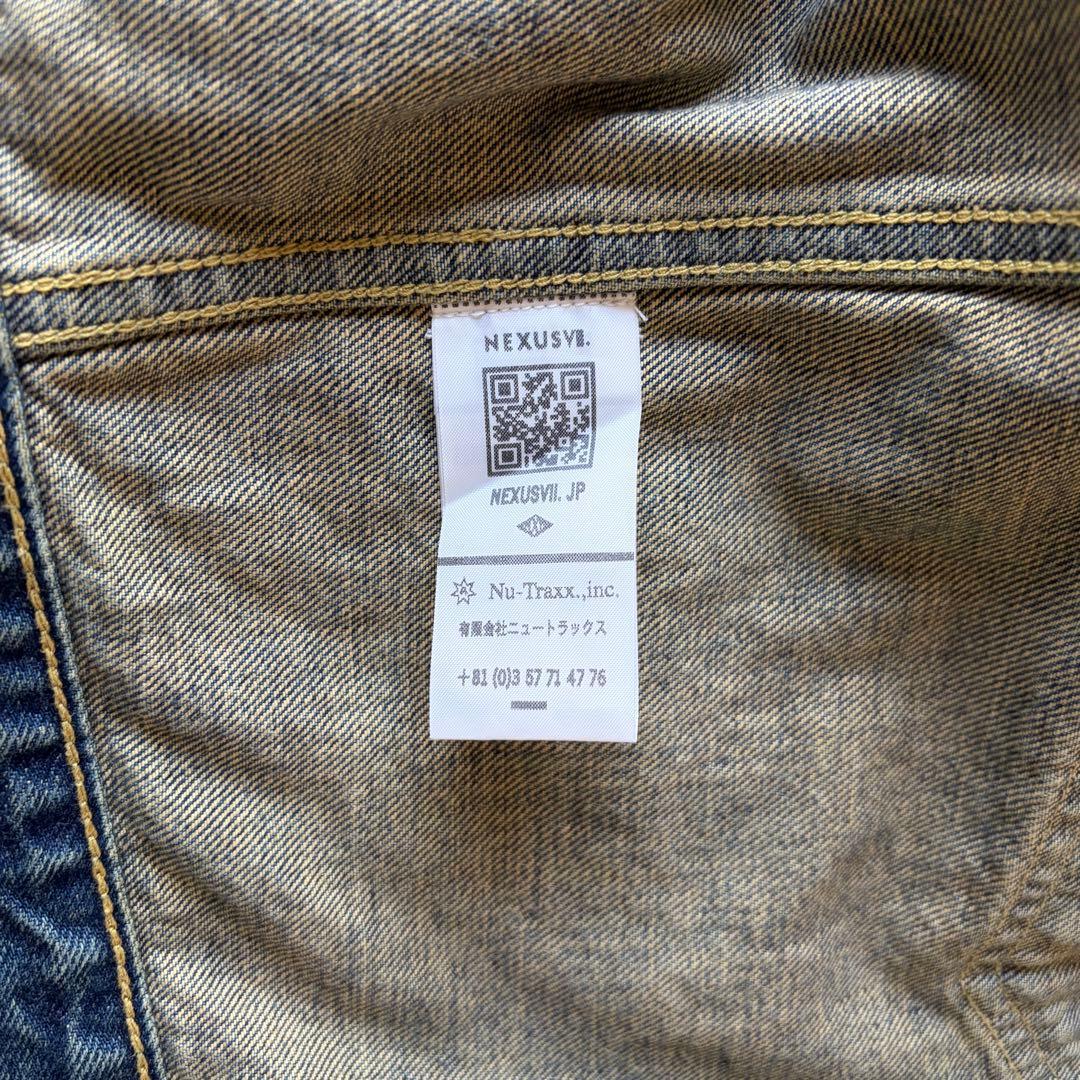 NEXUSVII.
NEXUSVII. JP
Nu-Traxx.,inc.
有限会社ニュートラックス
+81 (0)3 57 71 47 76